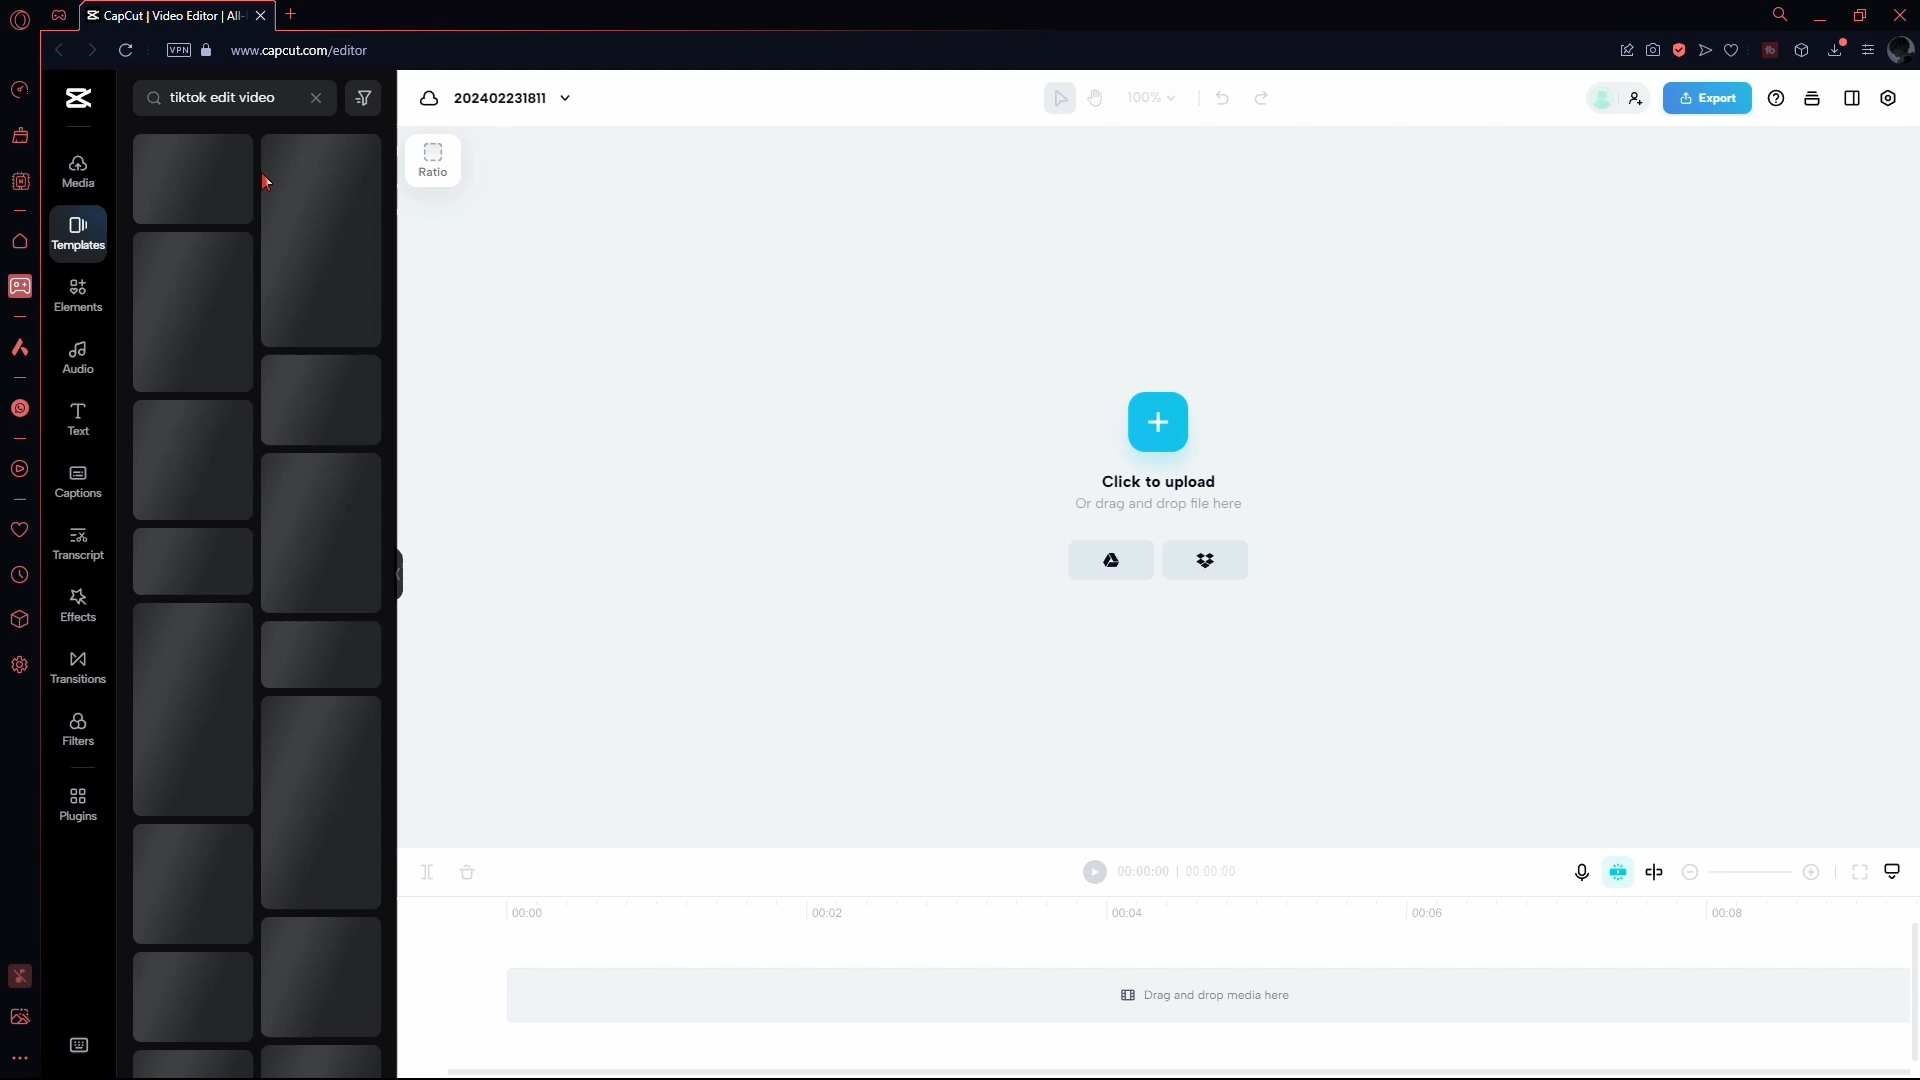 CapCut | Video Editor | All-
VPN
www.capcut.com/editor
tiktok edit video
202402231811
100%
Export
Media
Templates
Elements
Audio
Text
Captions
Transcript
Effects
Transitions
Filters
Plugins
Ratio
Click to upload
Or drag and drop file here
00:00:00 | 00:00:00
00:00
00:02
00:04
00:06
00:08
Drag and drop media here